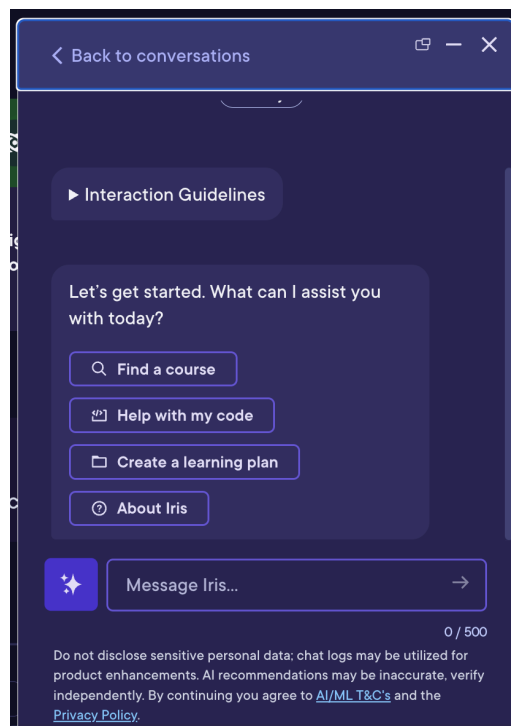 Back to conversations
Interaction Guidelines
Let's get started. What can I assist you
with today?
Find a course
Help with my code
Create a learning plan
About Iris
Message Iris...
0 / 500
Do not disclose sensitive personal data; chat logs may be utilized for
product enhancements. AI recommendations may be inaccurate, verify
independently. By continuing you agree to AI/ML T&C's and the
Privacy Policy.